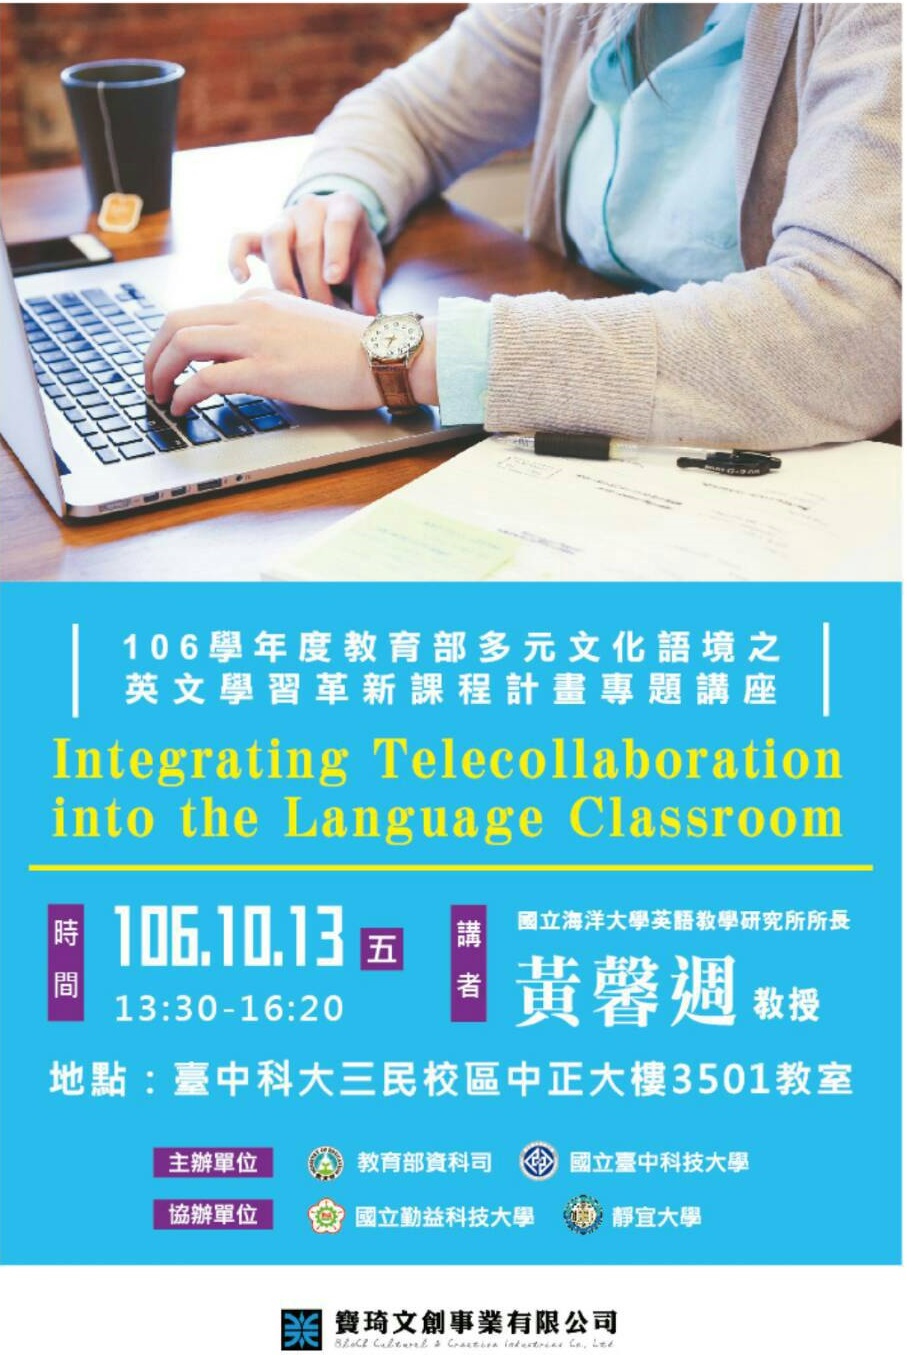 106學年度教育部多元文化語境之
英文學習革新課程計畫專題講座
Integrating Telecollaboration
into the Language Classroom
時間
106.10.13 五
13:30-16:20
講者
國立海洋大學英語教學研究所所長
黃馨週 教授
地點：臺中科大三民校區中正大樓3501教室
主辦單位 教育部資科司 國立臺中科技大學
協辦單位 國立勤益科技大學 靜宜大學
寶琦文創事業有限公司